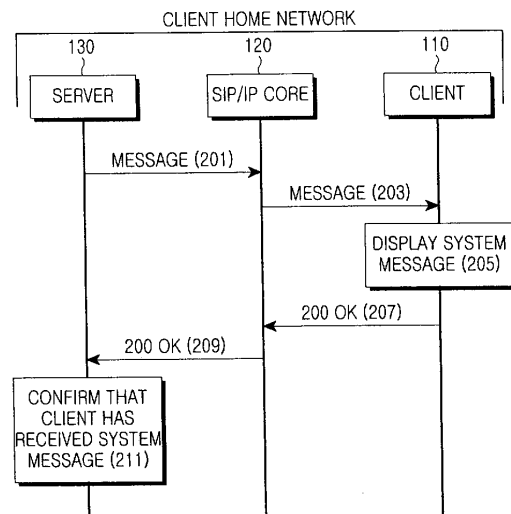 CLIENT HOME NETWORK
130
120
110
SERVER
SIP/IP CORE
CLIENT
MESSAGE (201)
MESSAGE (203)
DISPLAY SYSTEM
MESSAGE (205)
200 OK (207)
200 OK (209)
CONFIRM THAT
CLIENT HAS
RECEIVED SYSTEM
MESSAGE (211)